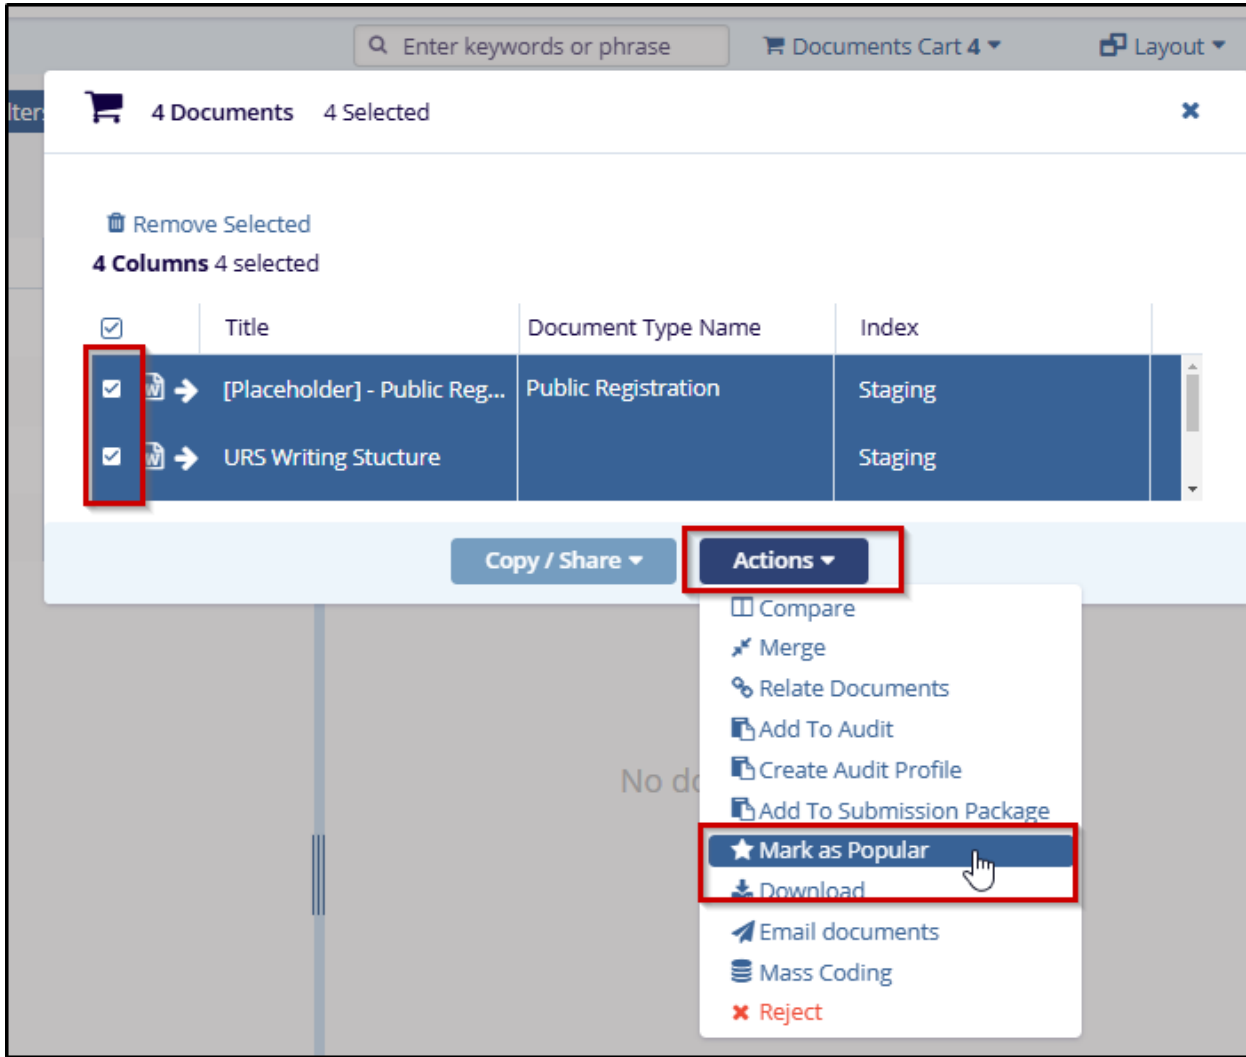 Enter keywords or phrase Documents Cart 4 Layout
lters
4 Documents 4 Selected
Remove Selected
4 Columns 4 selected
Title Document Type Name Index
[Placeholder] - Public Reg... Public Registration Staging
URS Writing Stucture Staging
Copy / Share Actions
Compare
Merge
Relate Documents
Add To Audit
Create Audit Profile
No do
Add To Submission Package
Mark as Popular
Download
Email documents
Mass Coding
Reject